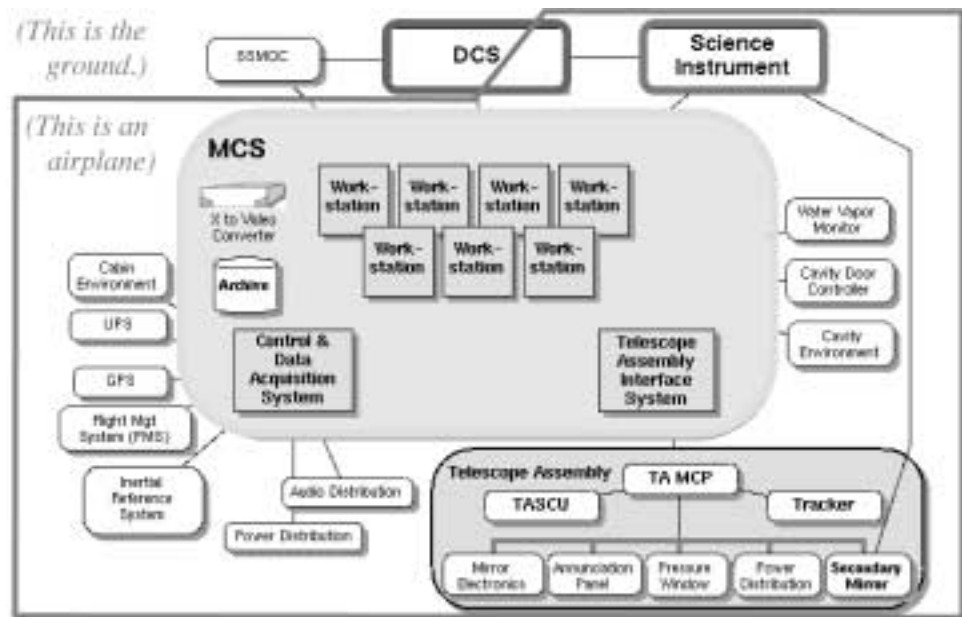 (This is the
ground.)
SSMOC
DCS
Science
Instrument
(This is an
airplane)
MCS
X to Video
Converter
Archive
Work-
station
Work-
station
Work-
station
Work-
station
Work-
station
Work-
station
Work-
station
Water Vapor
Monitor
Cavity Door
Controller
Cavity
Environment
Cabin
Environment
UPS
GPS
Flight Mgt
System (FMS)
Inertial
Reference
System
Control &
Data
Acquisition
System
Telescope
Assembly
Interface
System
Audio Distribution
Power Distribution
Telescope Assembly
TA MCP
TASCU
Tracker
Mirror
Electronics
Annunciation
Panel
Pressure
Window
Power
Distribution
Secondary
Mirror